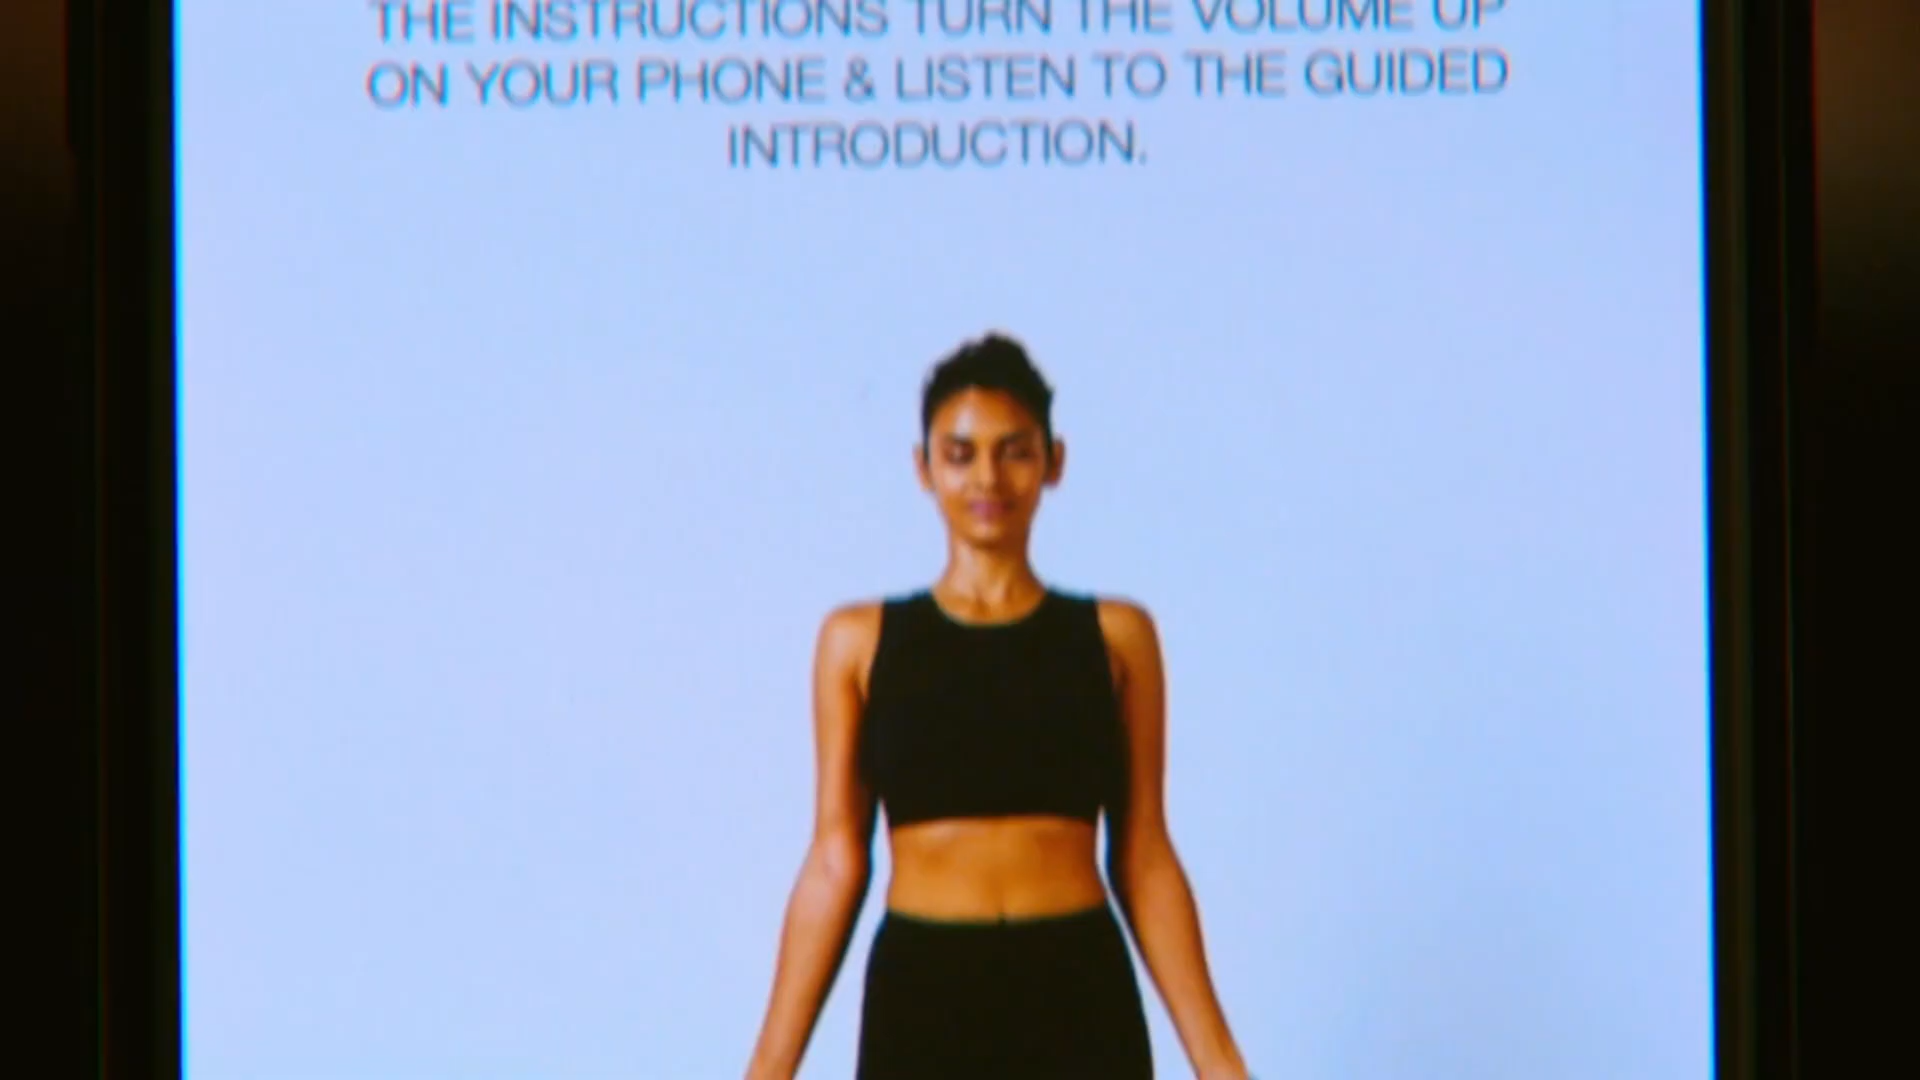 THE INSTRUCTIONS TURN THE VOLUME UP
ON YOUR PHONE & LISTEN TO THE GUIDED
INTRODUCTION.